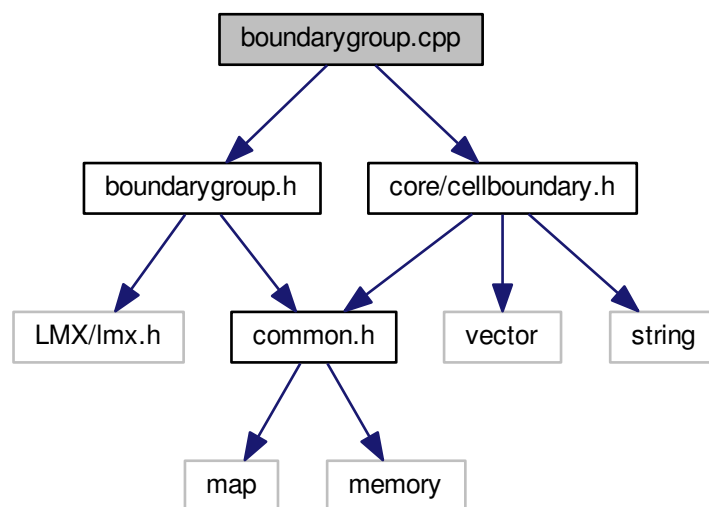 boundarygroup.cpp
boundarygroup.h
core/cellboundary.h
LMX/lmx.h
common.h
vector
string
map
memory